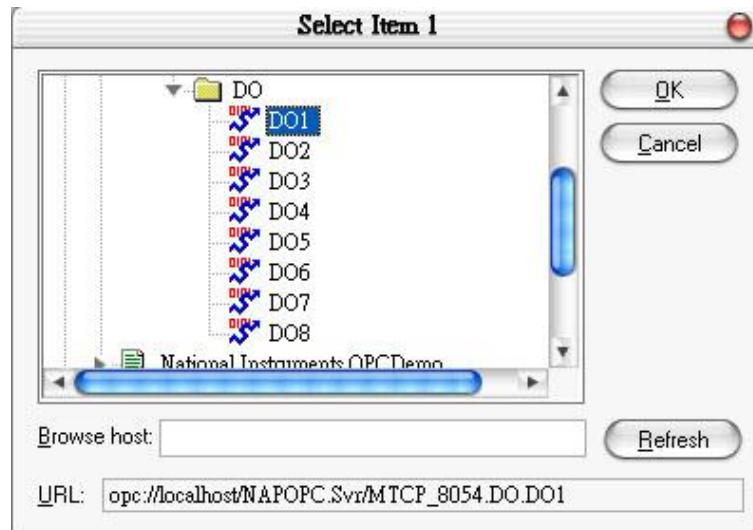 Select Item 1
DO
DO1
DO2
DO3
DO4
DO5
DO6
DO7
DO8
National Instruments OPCDemo
OK
Cancel
Browse host:
Refresh
URL: opc://localhost/NAPOPC.Svr/MTCP_8054.DO.DO1